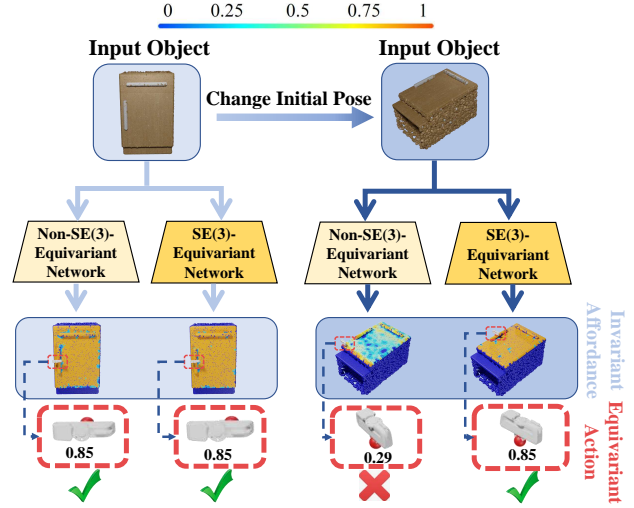 0 0.25 0.5 0.75 1
Input Object
Input Object
Change Initial Pose
Non-SE(3)-
Equivariant
Network
SE(3)-
Equivariant
Network
Non-SE(3)-
Equivariant
Network
SE(3)-
Equivariant
Network
Invariant
Affordance
Equivariant
Action
0.85
0.85
0.29
0.85